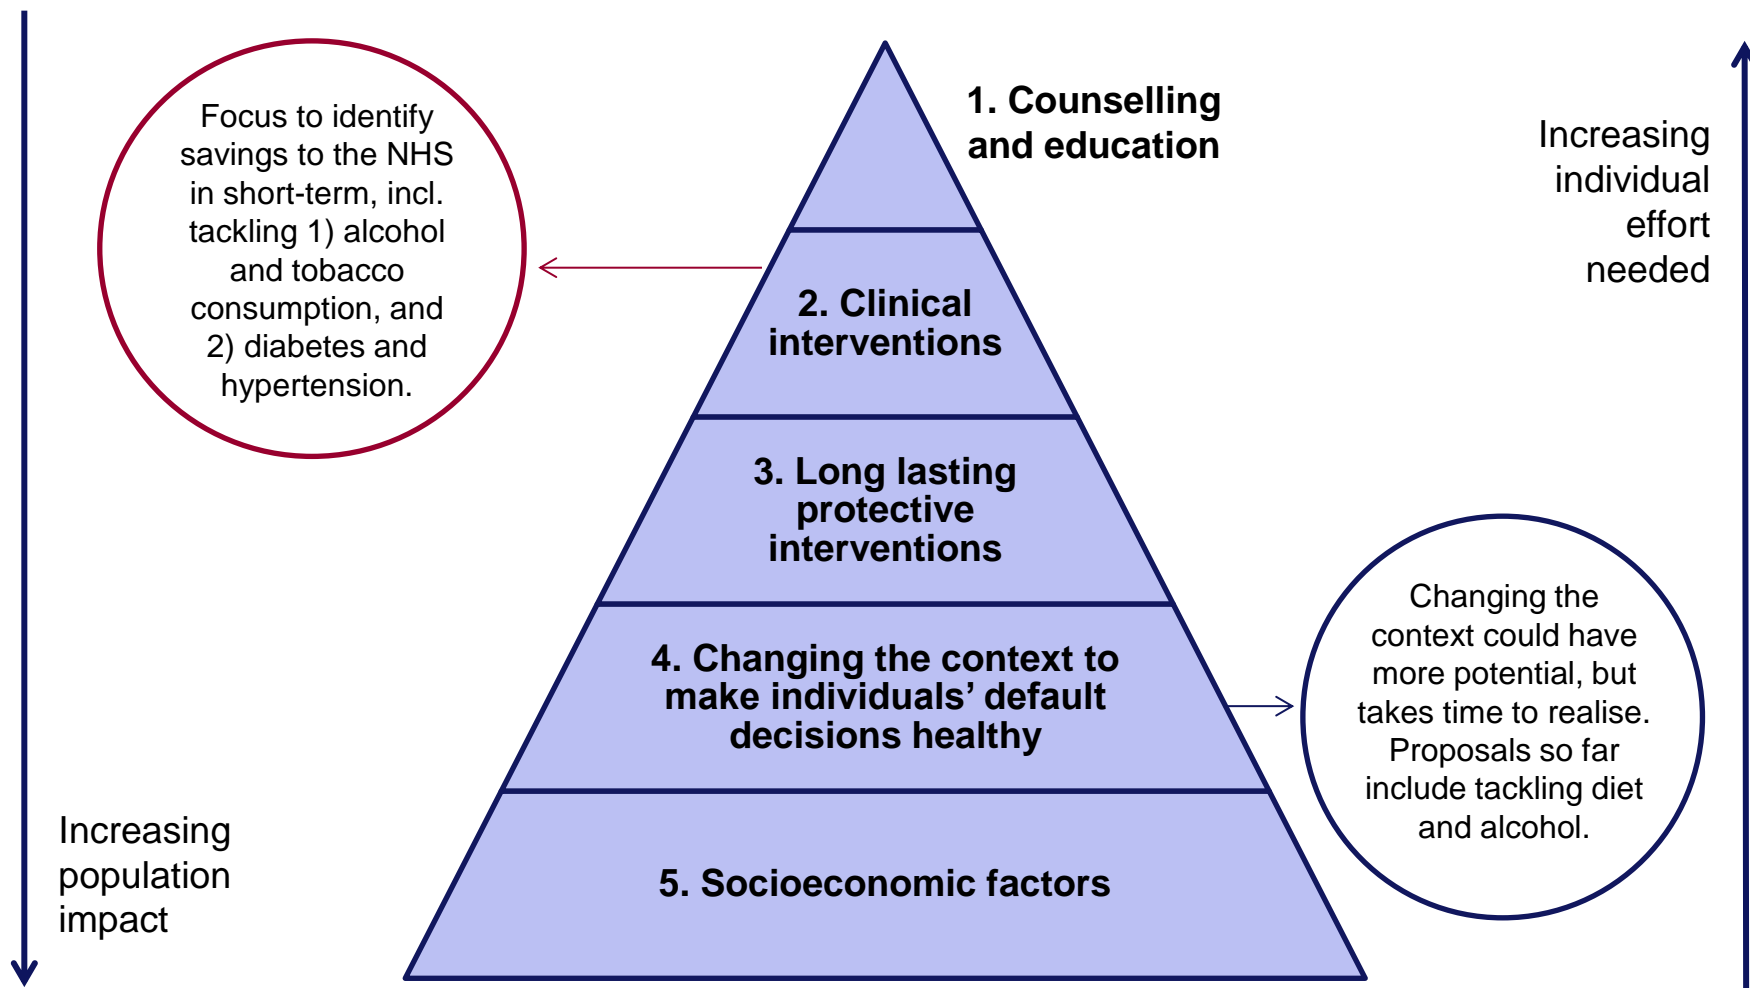 Focus to identify
savings to the NHS
in short-term, incl.
tackling 1) alcohol
and tobacco
consumption, and
2) diabetes and
hypertension.
1. Counselling
and education
Increasing
individual
effort
needed
2. Clinical
interventions
3. Long lasting
protective
interventions
4. Changing the context to
make individuals’ default
decisions healthy
Changing the
context could have
more potential, but
takes time to realise.
Proposals so far
include tackling diet
and alcohol.
Increasing
population
impact
5. Socioeconomic factors